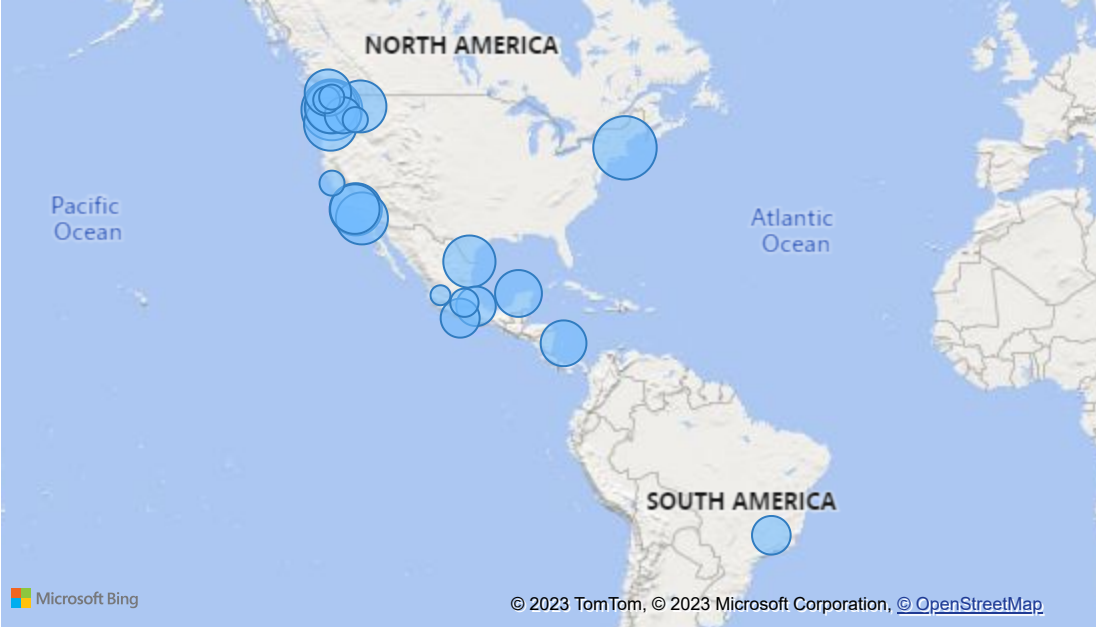 NORTH AMERICA
Pacific
Ocean
Atlantic
Ocean
SOUTH AMERICA
Microsoft Bing
© 2023 TomTom, © 2023 Microsoft Corporation, © OpenStreetMap